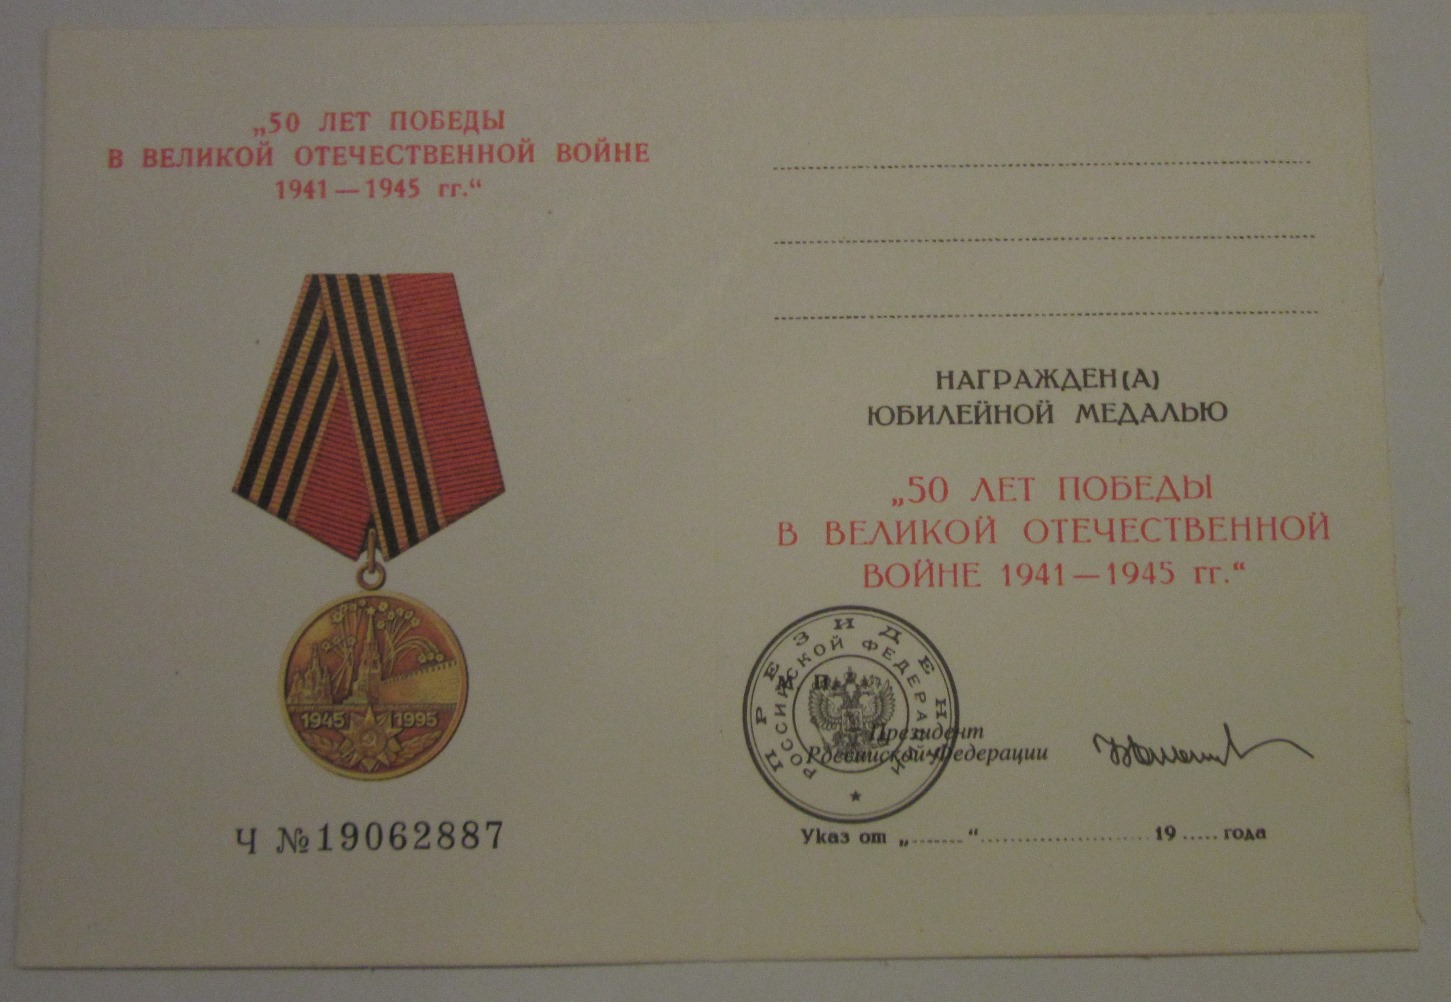 „50 ЛЕТ ПОБЕДЫ
В ВЕЛИКОЙ ОТЕЧЕСТВЕННОЙ ВОЙНЕ
1941—1945 гг.“
1945 1995
Ч №19062887
НАГРАЖДЕН(А)
ЮБИЛЕЙНОЙ МЕДАЛЬЮ
„50 ЛЕТ ПОБЕДЫ
В ВЕЛИКОЙ ОТЕЧЕСТВЕННОЙ
ВОЙНЕ 1941—1945 гг.“
ПРЕЗИДЕНТ
РОССИЙСКОЙ ФЕДЕРАЦИИ
Президент
Российской Федерации
Указ от „.......“........................ 19 ..... года